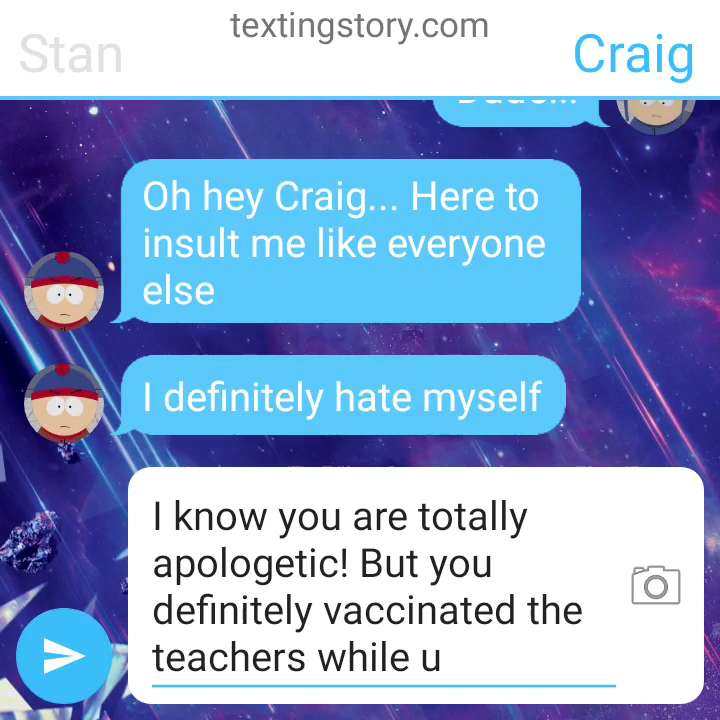 textingstory.com
Stan
Craig
Oh hey Craig... Here to
insult me like everyone
else
I definitely hate myself
I know you are totally
apologetic! But you
definitely vaccinated the
teachers while u